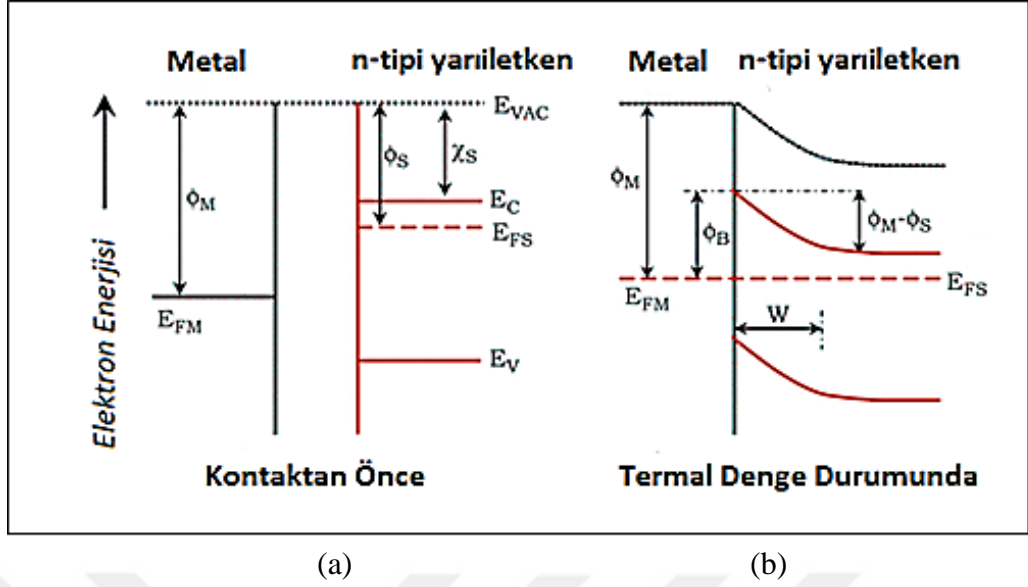 Metal
n-tipi yarıiletken
Elektron Enerjisi
E_VAC
ϕ_M
ϕ_S
χ_S
E_C
E_FS
E_FM
E_V
Kontaktan Önce
Metal
n-tipi yarıiletken
ϕ_M
ϕ_B
ϕ_M-ϕ_S
E_FM
E_FS
W
Termal Denge Durumunda
(a)
(b)